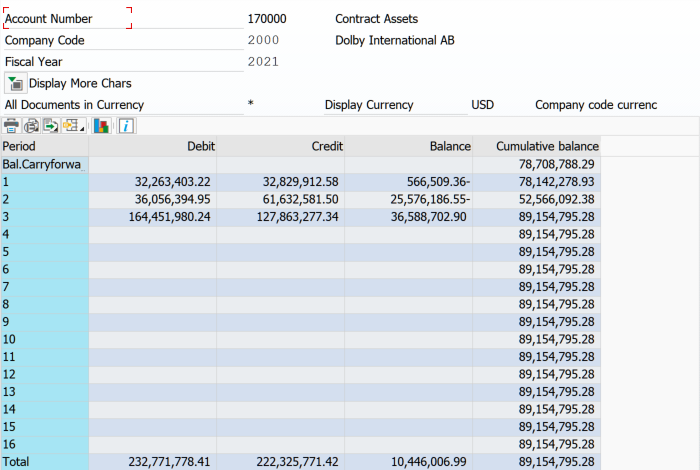 Account Number 170000 Contract Assets
Company Code 2000 Dolby International AB
Fiscal Year 2021
Display More Chars
All Documents in Currency * Display Currency USD Company code currenc
Period Debit Credit Balance Cumulative balance
Bal.Carryforwa 78,708,788.29
1 32,263,403.22 32,829,912.58 566,509.36- 78,142,278.93
2 36,056,394.95 61,632,581.50 25,576,186.55- 52,566,092.38
3 164,451,980.24 127,863,277.34 36,588,702.90 89,154,795.28
4 89,154,795.28
5 89,154,795.28
6 89,154,795.28
7 89,154,795.28
8 89,154,795.28
9 89,154,795.28
10 89,154,795.28
11 89,154,795.28
12 89,154,795.28
13 89,154,795.28
14 89,154,795.28
15 89,154,795.28
16 89,154,795.28
Total 232,771,778.41 222,325,771.42 10,446,006.99 89,154,795.28